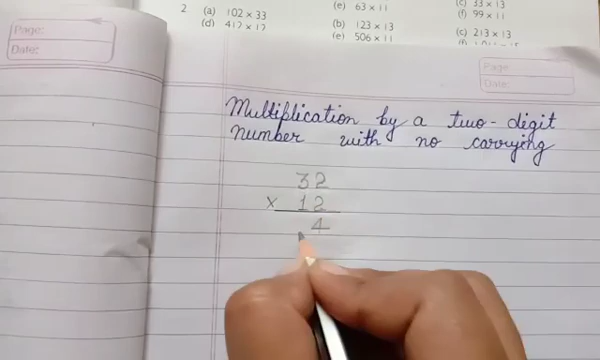 2 (a) 102 × 33 (e) 63 × 11 (c) 33 × 13
(d) 412 × 12 (b) 123 × 13 (f) 99 × 11
(e) 506 × 11 (c) 213 × 13
Page:
Date:
Page:
Date:
Multiplication by a two-digit
number with no carrying
32
× 12
4